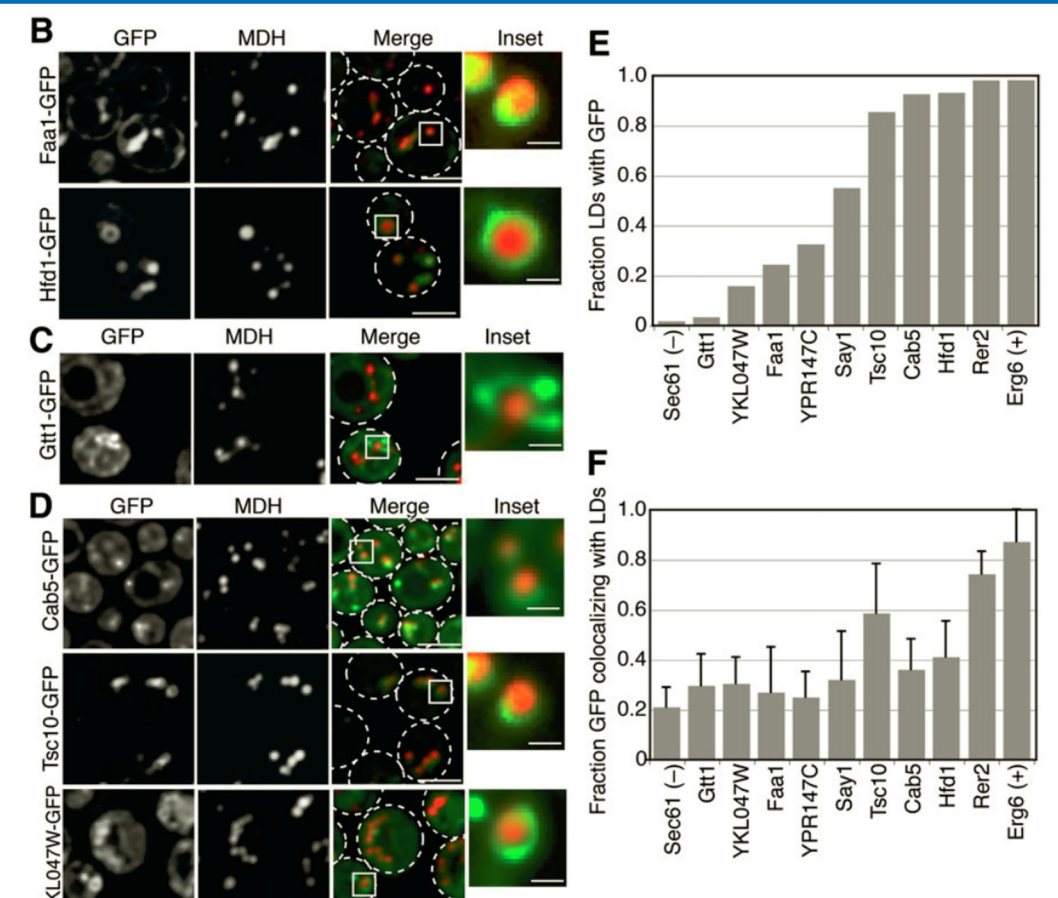 B
GFP MDH Merge Inset
Faa1-GFP
Hfd1-GFP
C
GFP MDH Merge Inset
Gtt1-GFP
D
GFP MDH Merge Inset
Cab5-GFP
Tsc10-GFP
KL047W-GFP
E
Fraction LDs with GFP
1.0
0.8
0.6
0.4
0.2
0
Sec61 (–)
Gtt1
YKL047W
Faa1
YPR147C
Say1
Tsc10
Cab5
Hfd1
Rer2
Erg6 (+)
F
Fraction GFP colocalizing with LDs
1.0
0.8
0.6
0.4
0.2
0
Sec61 (–)
Gtt1
YKL047W
Faa1
YPR147C
Say1
Tsc10
Cab5
Hfd1
Rer2
Erg6 (+)